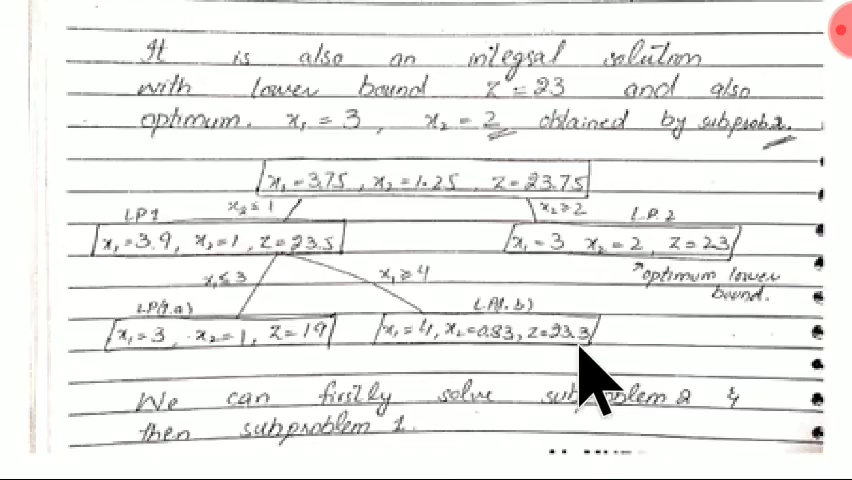 It is also an integral solution
with lower bound z = 23 and also
optimum. x₁ = 3, x₂ = 2 obtained by subprob 2.
x₁ = 3.75, x₂ = 1.25, z = 23.75
x₂ ≤ 1 x₂ ≥ 2
LP1 L.P. 2
x₁ = 3.9, x₂ = 1, z = 23.5 x₁ = 3 x₂ = 2, z = 23
x₁ ≤ 3 x₁ ≥ 4 optimum lower
bound.
LP(1.a) LP(1.b)
x₁ = 3, x₂ = 1, z = 19 x₁ = 4, x₂ = 0.83, z = 23.3
We can firstly solve subproblem 2 &
then subproblem 1.